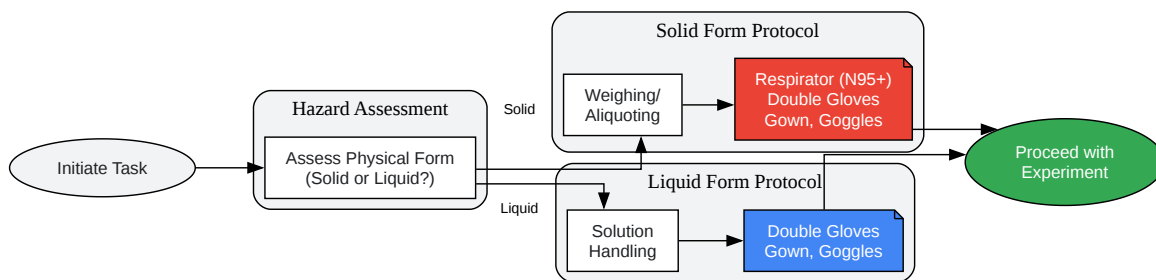 Initiate Task
Hazard Assessment
Assess Physical Form
(Solid or Liquid?)
Solid
Liquid
Solid Form Protocol
Weighing/
Aliquoting
Respirator (N95+)
Double Gloves
Gown, Goggles
Liquid Form Protocol
Solution
Handling
Double Gloves
Gown, Goggles
Proceed with
Experiment